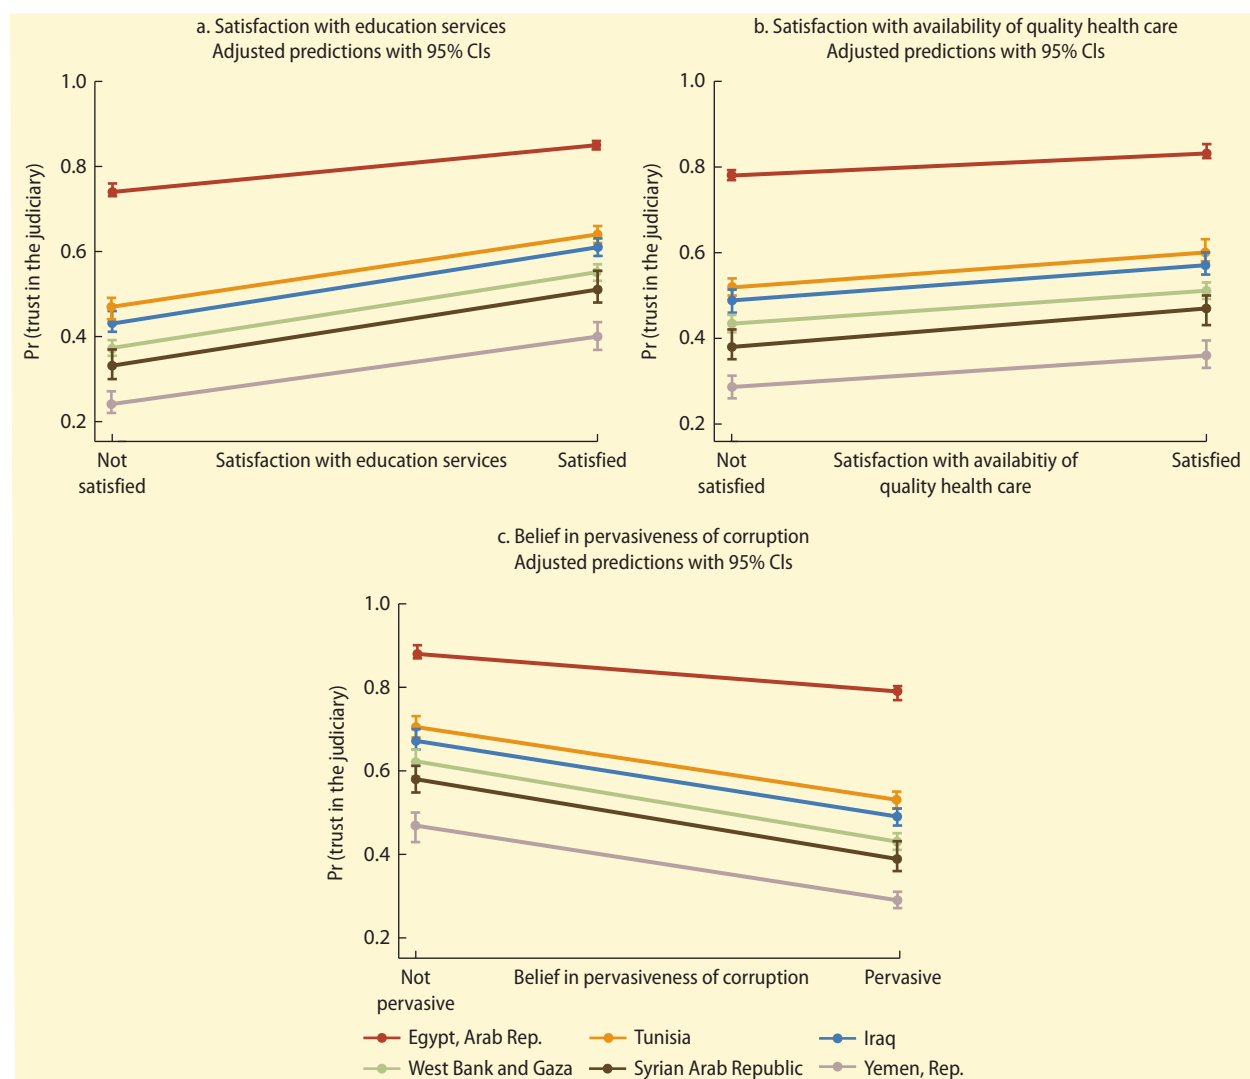 a. Satisfaction with education services
Adjusted predictions with 95% CIs
1.0
0.8
0.6
0.4
0.2
Pr (trust in the judiciary)
Not
satisfied
Satisfaction with education services
Satisfied
b. Satisfaction with availability of quality health care
Adjusted predictions with 95% CIs
1.0
0.8
0.6
0.4
0.2
Pr (trust in the judiciary)
Not
satisfied
Satisfaction with availabitiy of
quality health care
Satisfied
c. Belief in pervasiveness of corruption
Adjusted predictions with 95% CIs
1.0
0.8
0.6
0.4
0.2
Pr (trust in the judiciary)
Not
pervasive
Belief in pervasiveness of corruption
Pervasive
Egypt, Arab Rep.
Tunisia
Iraq
West Bank and Gaza
Syrian Arab Republic
Yemen, Rep.